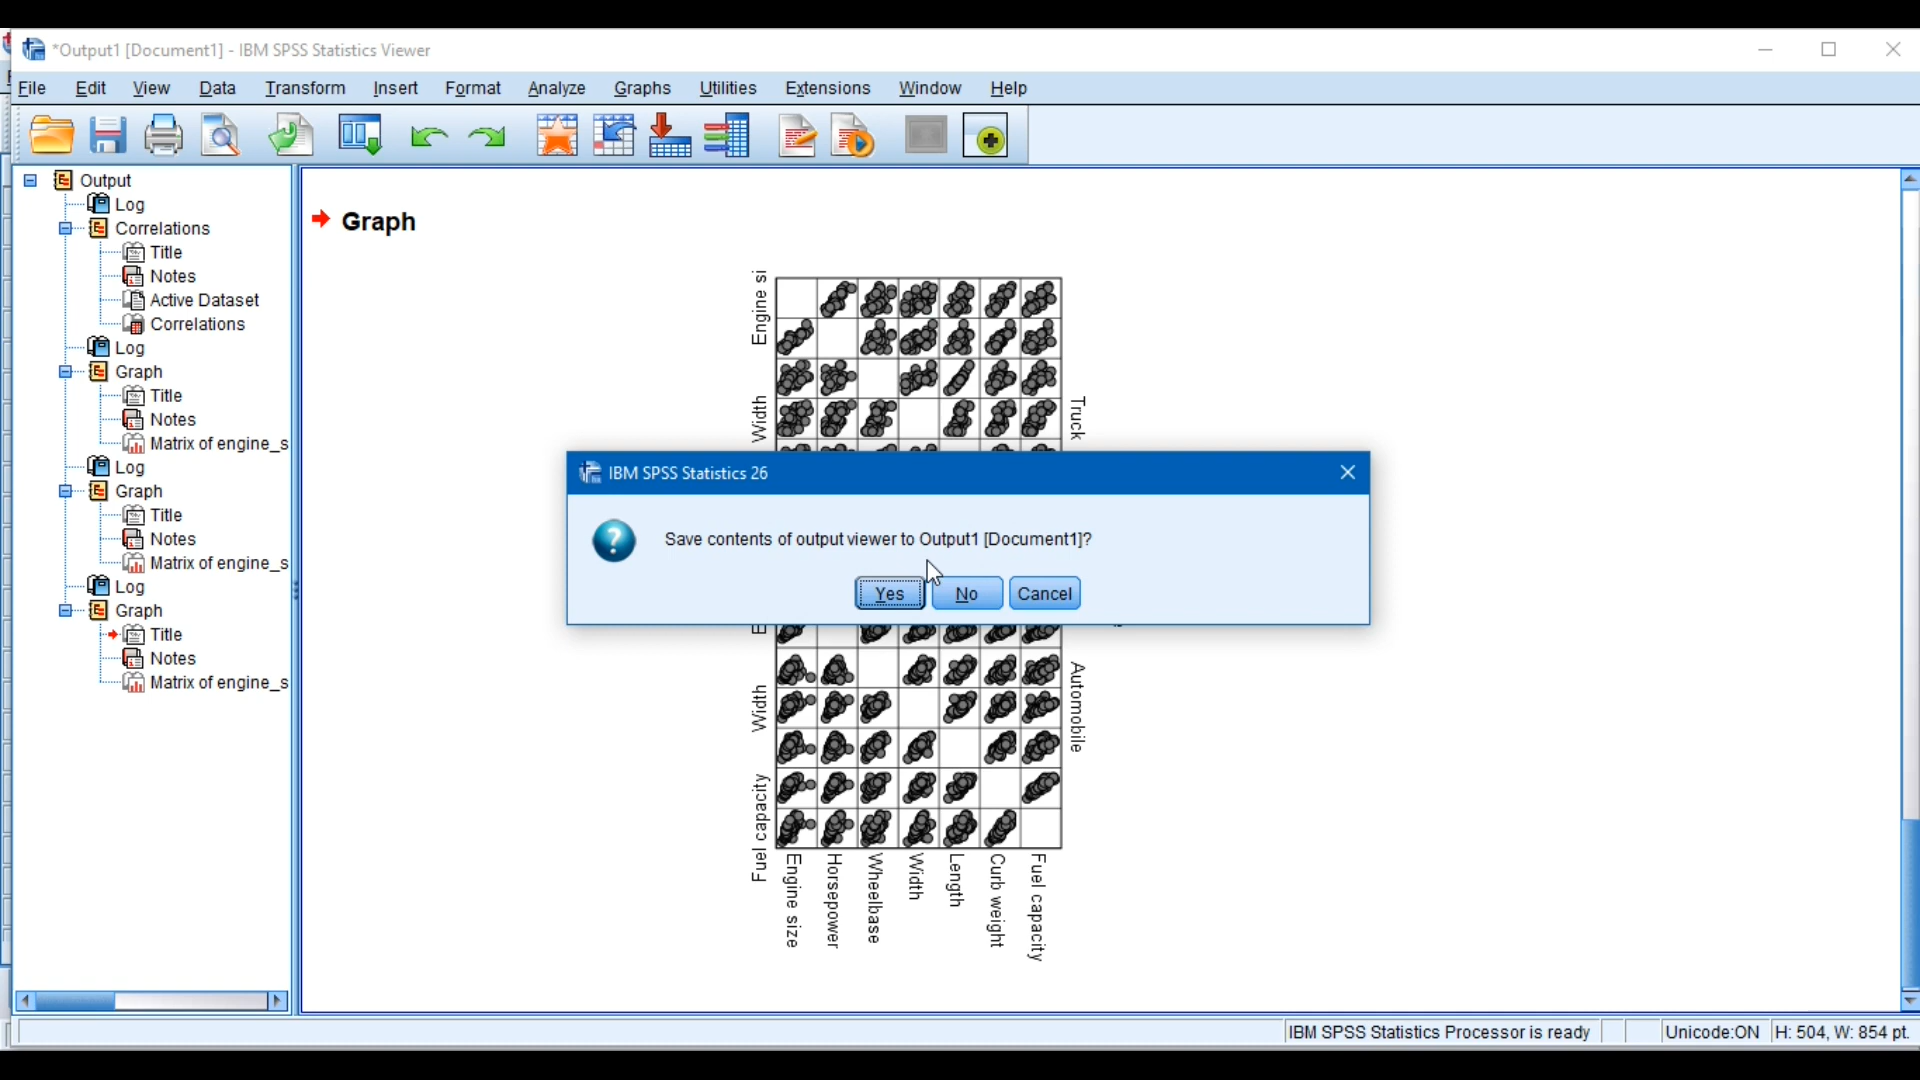 *Output1 [Document1] - IBM SPSS Statistics Viewer
File Edit View Data Transform Insert Format Analyze Graphs Utilities Extensions Window Help
Output
Log
Correlations
Title
Notes
Active Dataset
Correlations
Log
Graph
Title
Notes
Matrix of engine_s
Log
Graph
Title
Notes
Matrix of engine_s
Log
Graph
Title
Notes
Matrix of engine_s
Graph
Engine si
Width
Truck
IBM SPSS Statistics 26
Save contents of output viewer to Output1 [Document1]?
Yes No Cancel
Width
Automobile
Fuel capacity
Engine size
Horsepower
Wheelbase
Width
Length
Curb weight
Fuel capacity
IBM SPSS Statistics Processor is ready Unicode:ON H: 504, W: 854 pt.